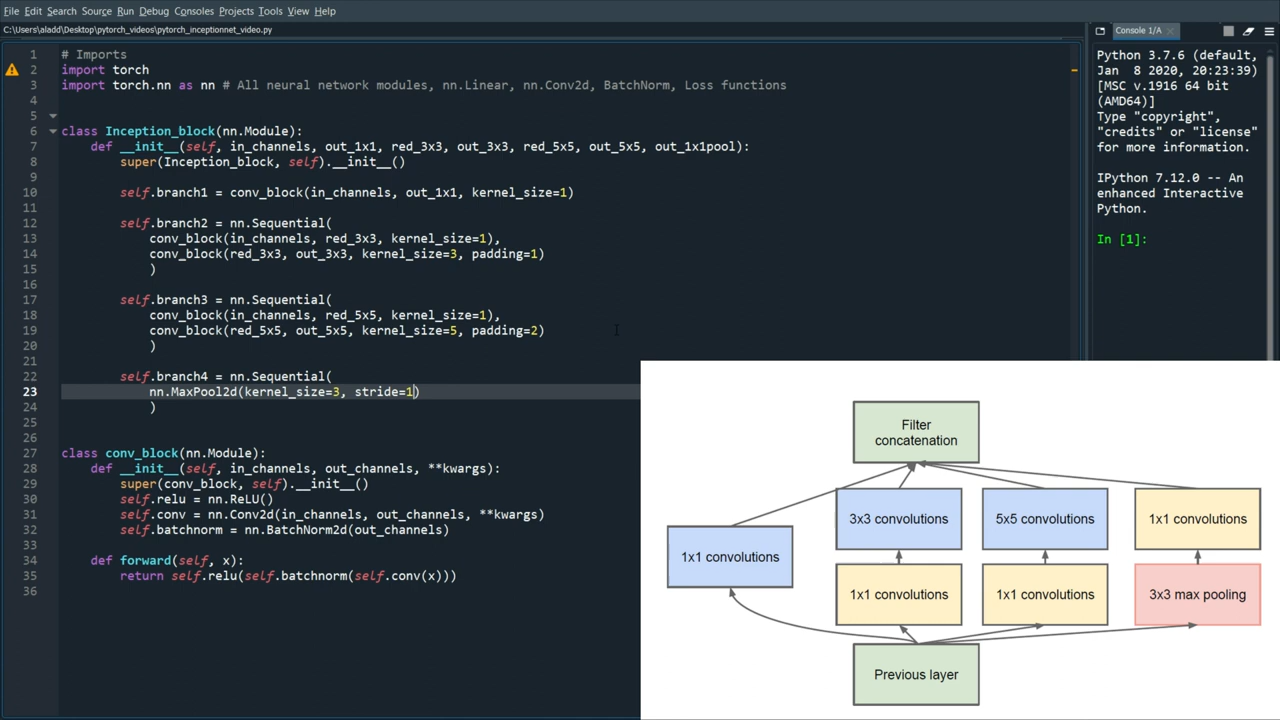 File Edit Search Source Run Debug Consoles Projects Tools View Help
C:\Users\aladd\Desktop\pytorch_videos\pytorch_inceptionnet_video.py
1 # Imports
2 import torch
3 import torch.nn as nn # All neural network modules, nn.Linear, nn.Conv2d, BatchNorm, Loss functions
4
5
6 class Inception_block(nn.Module):
7 def __init__(self, in_channels, out_1x1, red_3x3, out_3x3, red_5x5, out_5x5, out_1x1pool):
8 super(Inception_block, self).__init__()
9
10 self.branch1 = conv_block(in_channels, out_1x1, kernel_size=1)
11
12 self.branch2 = nn.Sequential(
13 conv_block(in_channels, red_3x3, kernel_size=1),
14 conv_block(red_3x3, out_3x3, kernel_size=3, padding=1)
15 )
16
17 self.branch3 = nn.Sequential(
18 conv_block(in_channels, red_5x5, kernel_size=1),
19 conv_block(red_5x5, out_5x5, kernel_size=5, padding=2)
20 )
21
22 self.branch4 = nn.Sequential(
23 nn.MaxPool2d(kernel_size=3, stride=1)
24 )
25
26
27 class conv_block(nn.Module):
28 def __init__(self, in_channels, out_channels, **kwargs):
29 super(conv_block, self).__init__()
30 self.relu = nn.ReLU()
31 self.conv = nn.Conv2d(in_channels, out_channels, **kwargs)
32 self.batchnorm = nn.BatchNorm2d(out_channels)
33
34 def forward(self, x):
35 return self.relu(self.batchnorm(self.conv(x)))
36
Console 1/A
Python 3.7.6 (default,
Jan 8 2020, 20:23:39)
[MSC v.1916 64 bit
(AMD64)]
Type "copyright",
"credits" or "license"
for more information.
IPython 7.12.0 -- An
enhanced Interactive
Python.
In [1]:
Filter
concatenation
3x3 convolutions
5x5 convolutions
1x1 convolutions
1x1 convolutions
1x1 convolutions
1x1 convolutions
3x3 max pooling
Previous layer